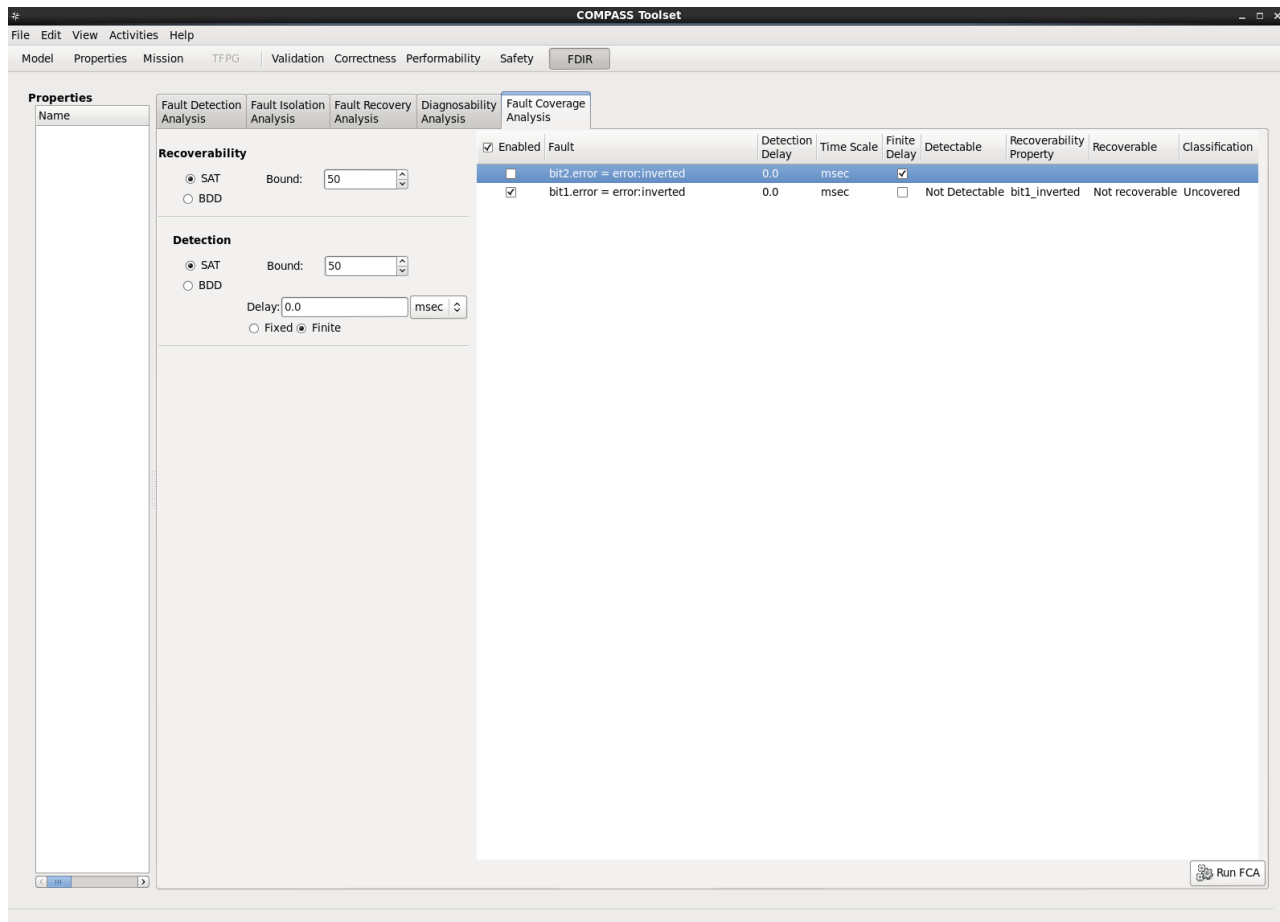 COMPASS Toolset
File Edit View Activities Help
Model Properties Mission TFPG Validation Correctness Performability Safety FDIR
Properties
Name
Fault Detection Analysis
Fault Isolation Analysis
Fault Recovery Analysis
Diagnosability Analysis
Fault Coverage Analysis
Recoverability
SAT Bound: 50
BDD
Detection
SAT Bound: 50
BDD
Delay: 0.0 msec
Fixed Finite
Enabled Fault Detection Delay Time Scale Finite Delay Detectable Recoverability Property Recoverable Classification
bit2.error = error:inverted 0.0 msec
bit1.error = error:inverted 0.0 msec Not Detectable bit1_inverted Not recoverable Uncovered
Run FCA